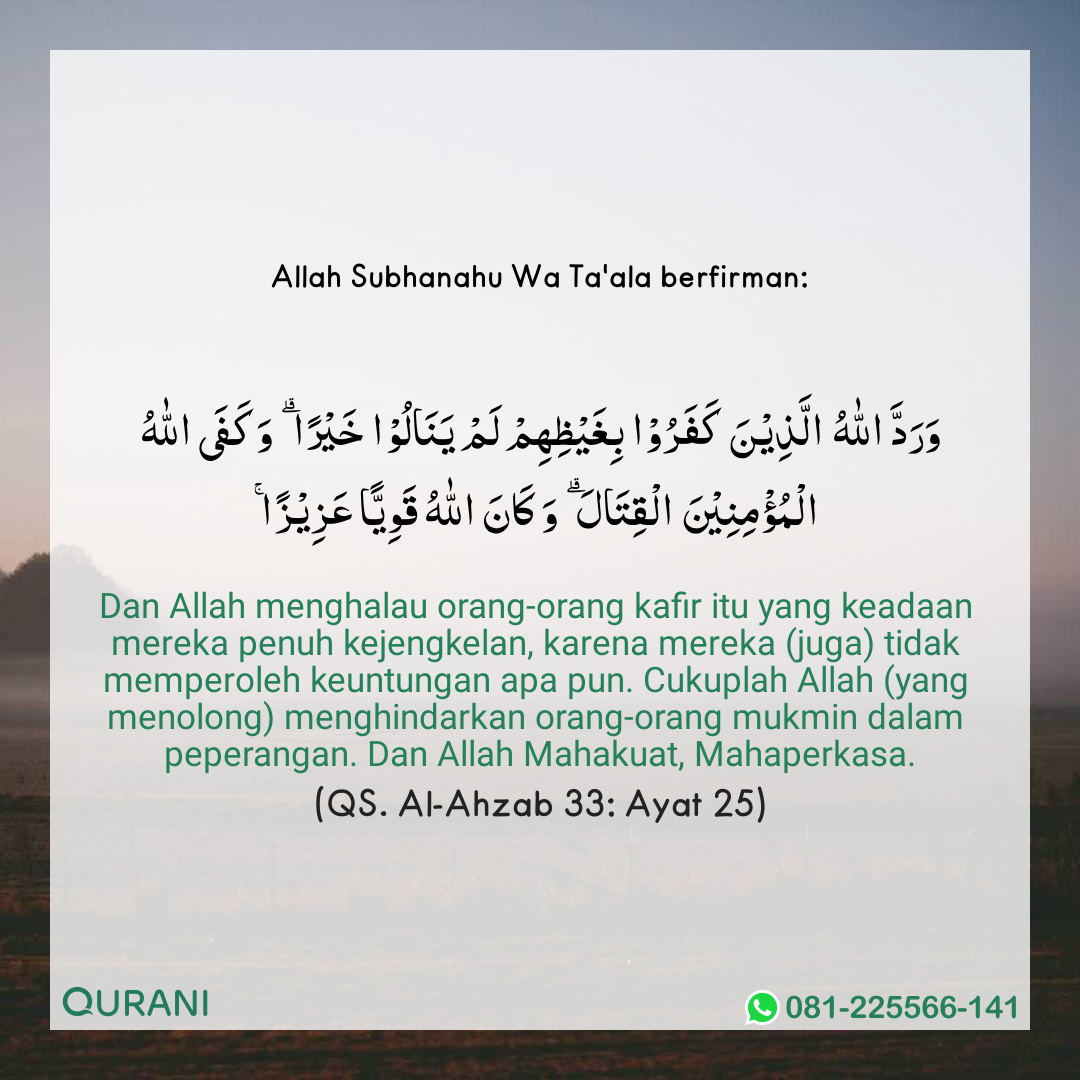 Allah Subhanahu Wa Ta'ala berfirman:
وَرَدَّ اللّٰهُ الَّذِيْنَ كَفَرُوْا بِغَيْظِهِمْ لَمْ يَنَالُوْا خَيْرًا ۗ وَكَفَى اللّٰهُ
الْمُؤْمِنِيْنَ الْقِتَالَ ۗ وَكَانَ اللّٰهُ قَوِيًّا عَزِيْزًا ۚ
Dan Allah menghalau orang-orang kafir itu yang keadaan
mereka penuh kejengkelan, karena mereka (juga) tidak
memperoleh keuntungan apa pun. Cukuplah Allah (yang
menolong) menghindarkan orang-orang mukmin dalam
peperangan. Dan Allah Mahakuat, Mahaperkasa.
(QS. Al-Ahzab 33: Ayat 25)
QURANI
081-225566-141